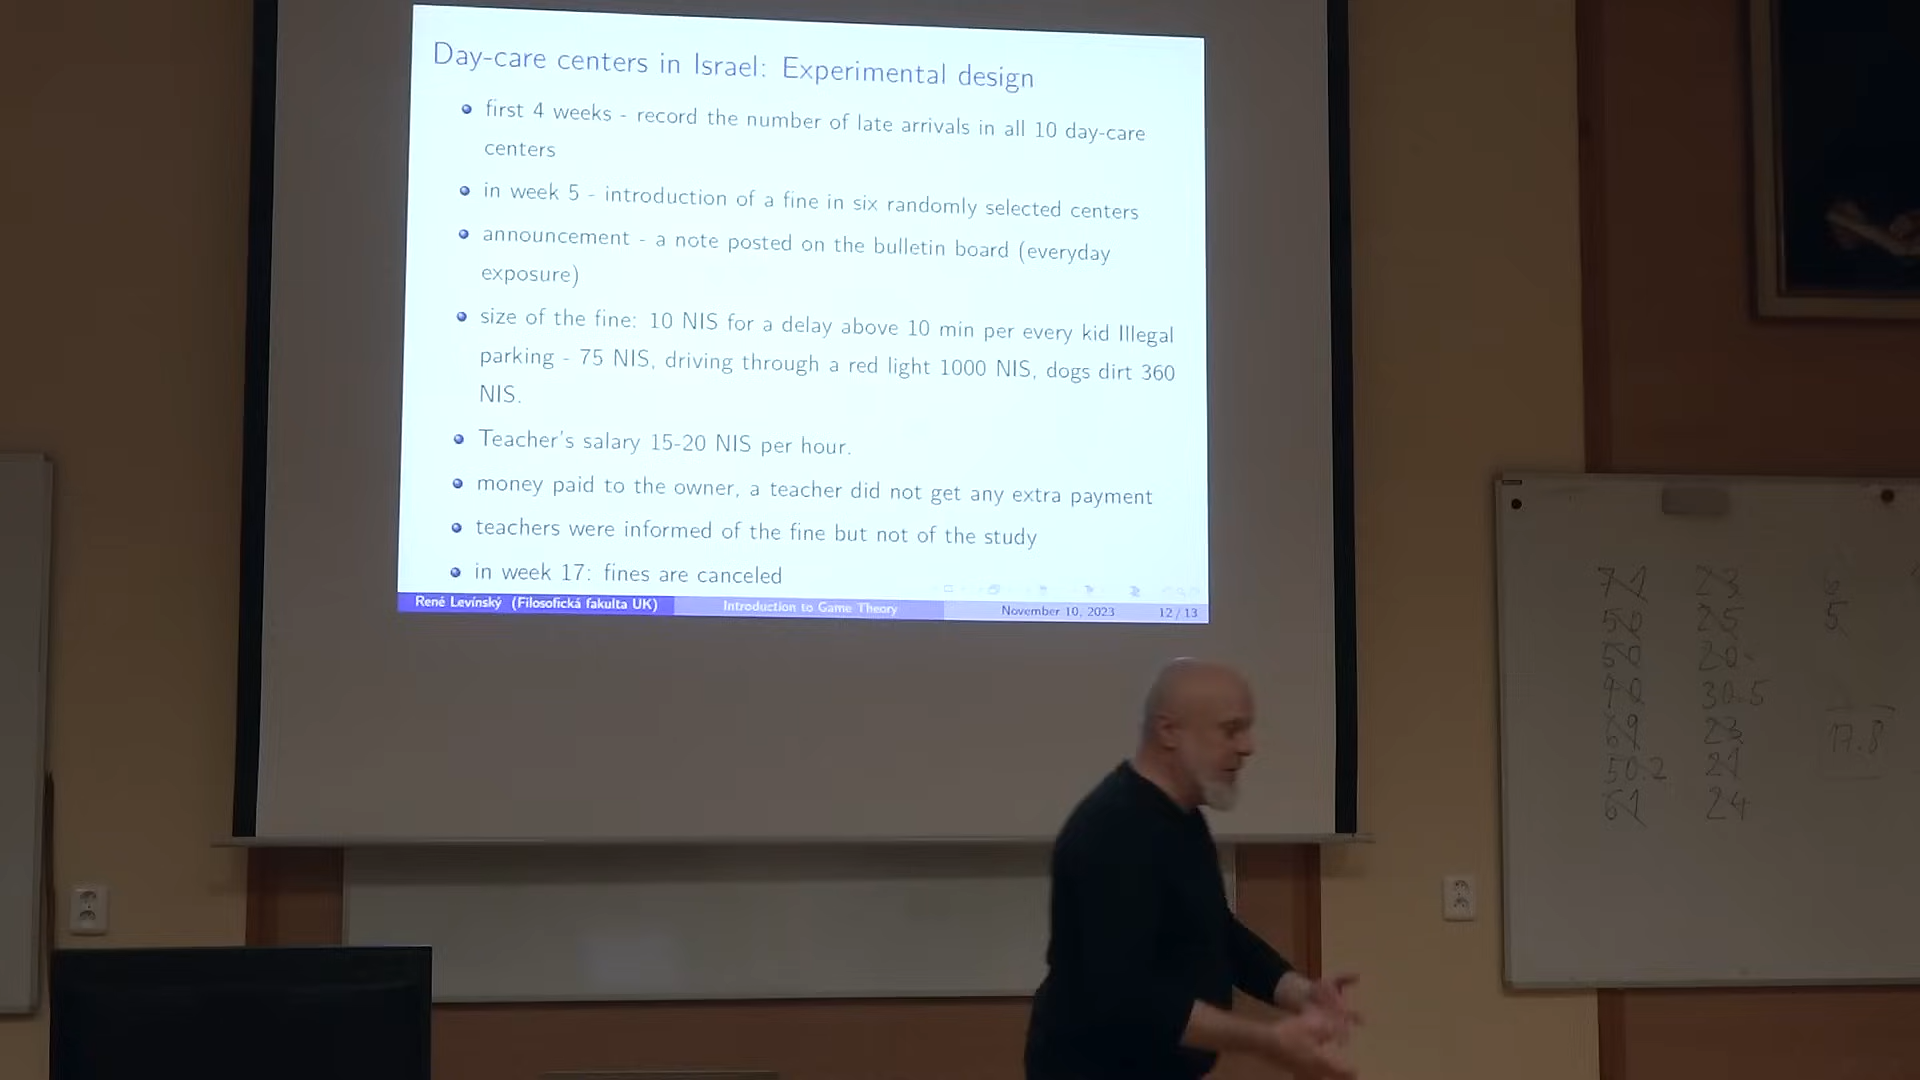 Day-care centers in Israel: Experimental design
first 4 weeks - record the number of late arrivals in all 10 day-care
centers
in week 5 - introduction of a fine in six randomly selected centers
announcement - a note posted on the bulletin board (everyday
exposure)
size of the fine: 10 NIS for a delay above 10 min per every kid Illegal
parking - 75 NIS, driving through a red light 1000 NIS, dogs dirt 360
NIS.
Teacher's salary 15-20 NIS per hour.
money paid to the owner, a teacher did not get any extra payment
teachers were informed of the fine but not of the study
in week 17: fines are canceled
René Levínský (Filosofická fakulta UK) Introduction to Game Theory November 10, 2023 12 / 13
71 23 6
50 25 5
50 20
40 30.5
69 23 17.8
50.2 21
61 24